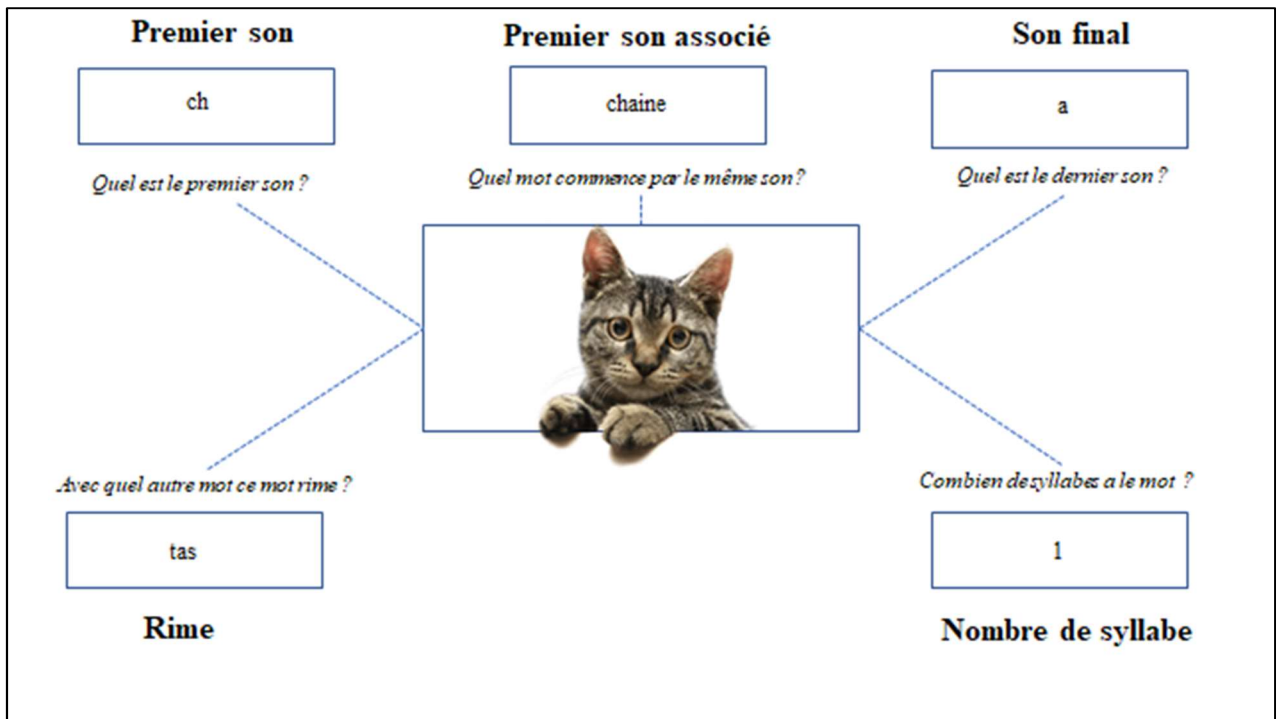 Premier son
Premier son associé
Son final
ch
chaine
a
Quel est le premier son ?
Quel mot commence par le même son ?
Quel est le dernier son ?
Avec quel autre mot ce mot rime ?
Combien de syllabes a le mot ?
tas
1
Rime
Nombre de syllabe